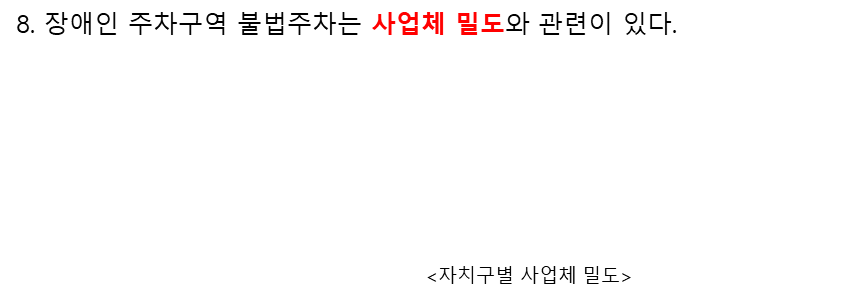 8. 장애인 주차구역 불법주차는 사업체 밀도와 관련이 있다.
<자치구별 사업체 밀도>